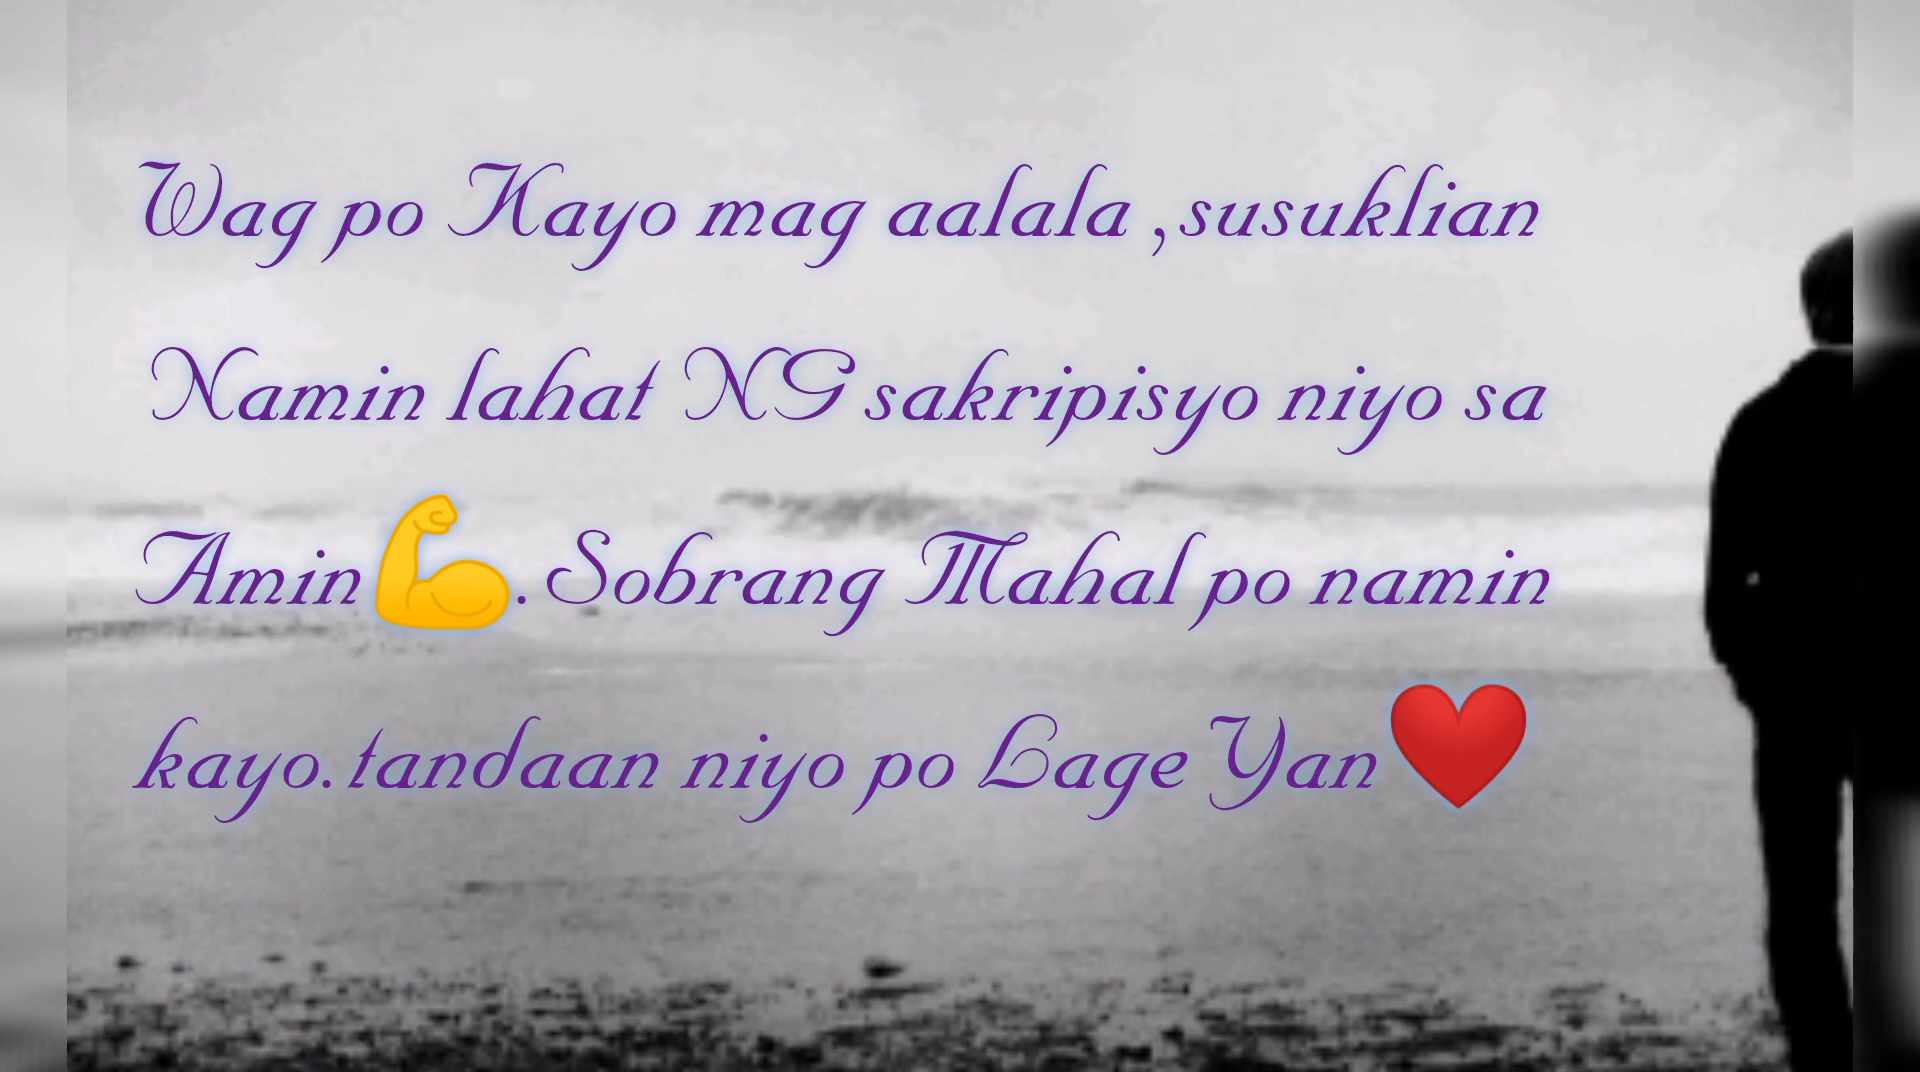 Wag po Kayo mag aalala ,susuklian
Namin lahat NG sakripisyo niyo sa
Amin💪. Sobrang Mahal po namin
kayo. tandaan niyo po Lage Yan❤️